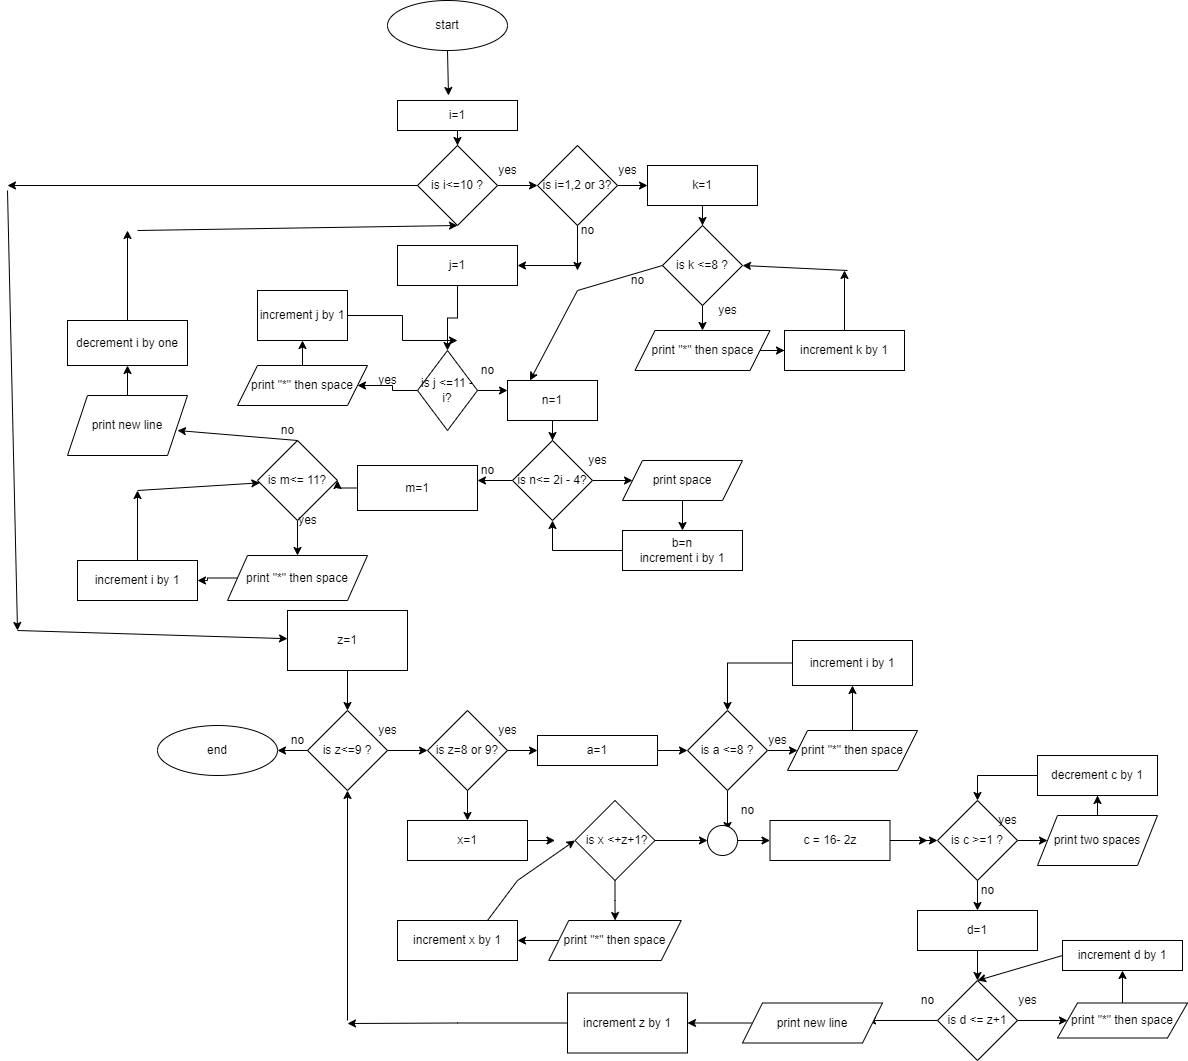 start
i=1
is i<=10 ?
yes
is i=1,2 or 3?
yes
k=1
no
j=1
is k <=8 ?
no
yes
increment j by 1
print "*" then space
increment k by 1
decrement i by one
print "*" then space
yes
is j <=11 -
i?
no
n=1
print new line
no
is m<= 11?
m=1
no
is n<= 2i - 4?
yes
print space
yes
b=n
increment i by 1
increment i by 1
print "*" then space
z=1
increment i by 1
end
no
is z<=9 ?
yes
is z=8 or 9?
yes
a=1
is a <=8 ?
yes
print "*" then space
no
decrement c by 1
x=1
is x <+z+1?
c = 16- 2z
is c >=1 ?
yes
print two spaces
no
increment x by 1
print "*" then space
d=1
increment d by 1
increment z by 1
print new line
no
is d <= z+1
yes
print "*" then space